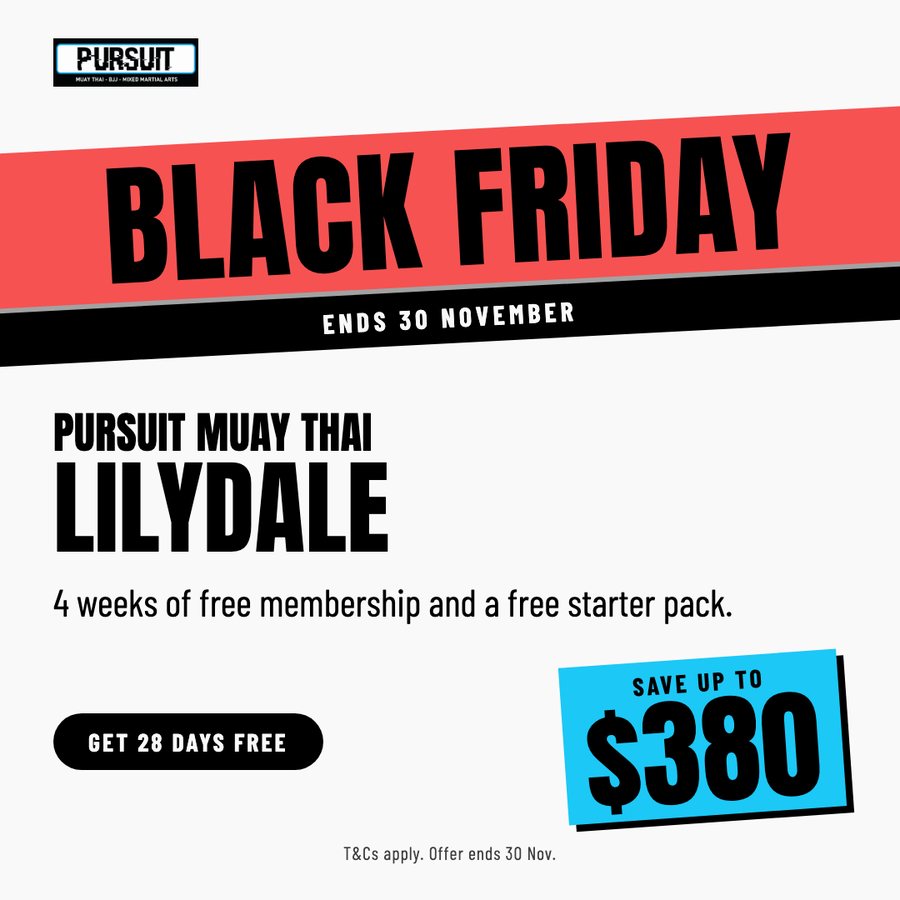 PURSUIT
MUAY THAI - BJJ - MIXED MARTIAL ARTS
BLACK FRIDAY
ENDS 30 NOVEMBER
PURSUIT MUAY THAI
LILYDALE
4 weeks of free membership and a free starter pack.
SAVE UP TO
$380
GET 28 DAYS FREE
T&Cs apply. Offer ends 30 Nov.